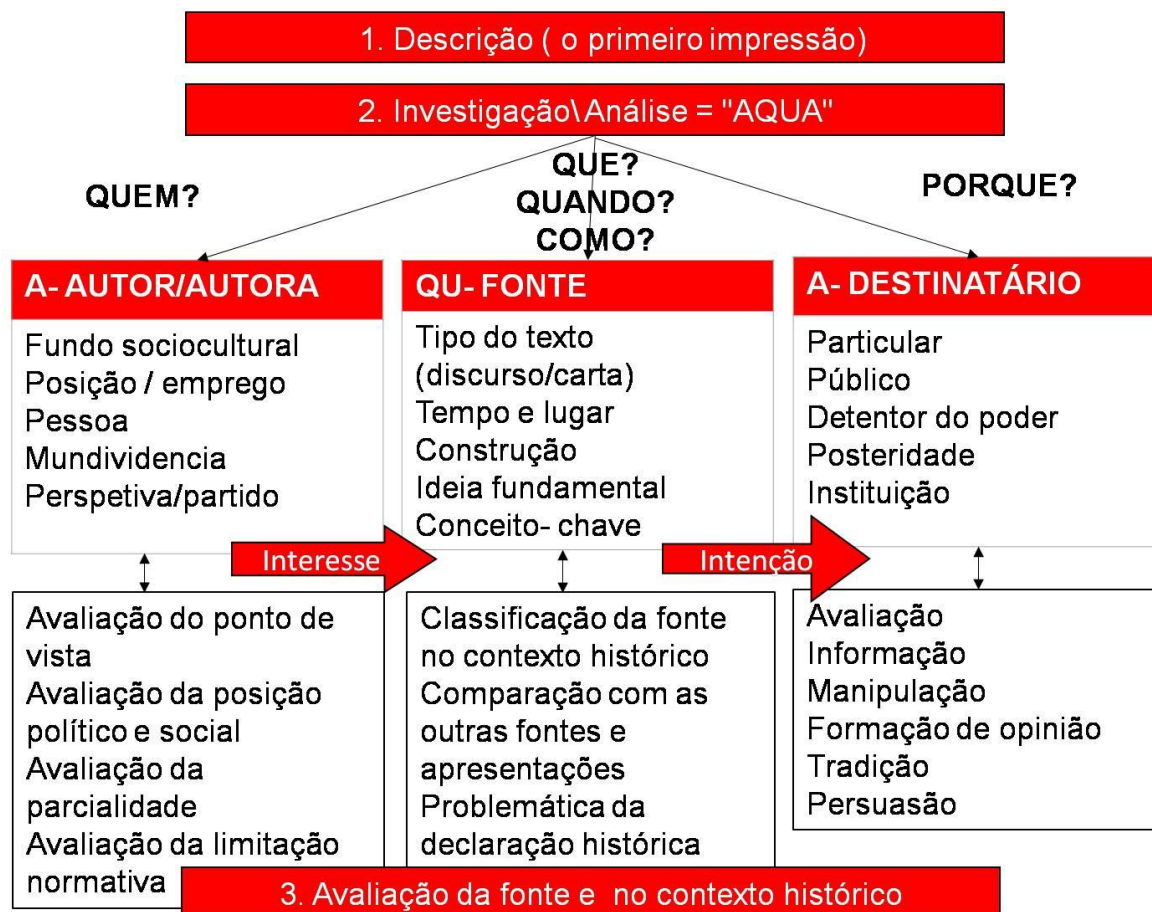 1. Descrição ( o primeiro impressão)
2. Investigação\Análise = "AQUA"
QUEM?
QUE?
QUANDO?
COMO?
PORQUE?
A- AUTOR/AUTORA
Fundo sociocultural
Posição / emprego
Pessoa
Mundividencia
Perspetiva/partido
QU- FONTE
Tipo do texto
(discurso/carta)
Tempo e lugar
Construção
Ideia fundamental
Conceito- chave
A- DESTINATÁRIO
Particular
Público
Detentor do poder
Posteridade
Instituição
Interesse
Intenção
Avaliação do ponto de
vista
Avaliação da posição
político e social
Avaliação da
parcialidade
Avaliação da limitação
normativa
Classificação da fonte
no contexto histórico
Comparação com as
outras fontes e
apresentações
Problemática da
declaração histórica
Avaliação
Informação
Manipulação
Formação de opinião
Tradição
Persuasão
3. Avaliação da fonte e no contexto histórico